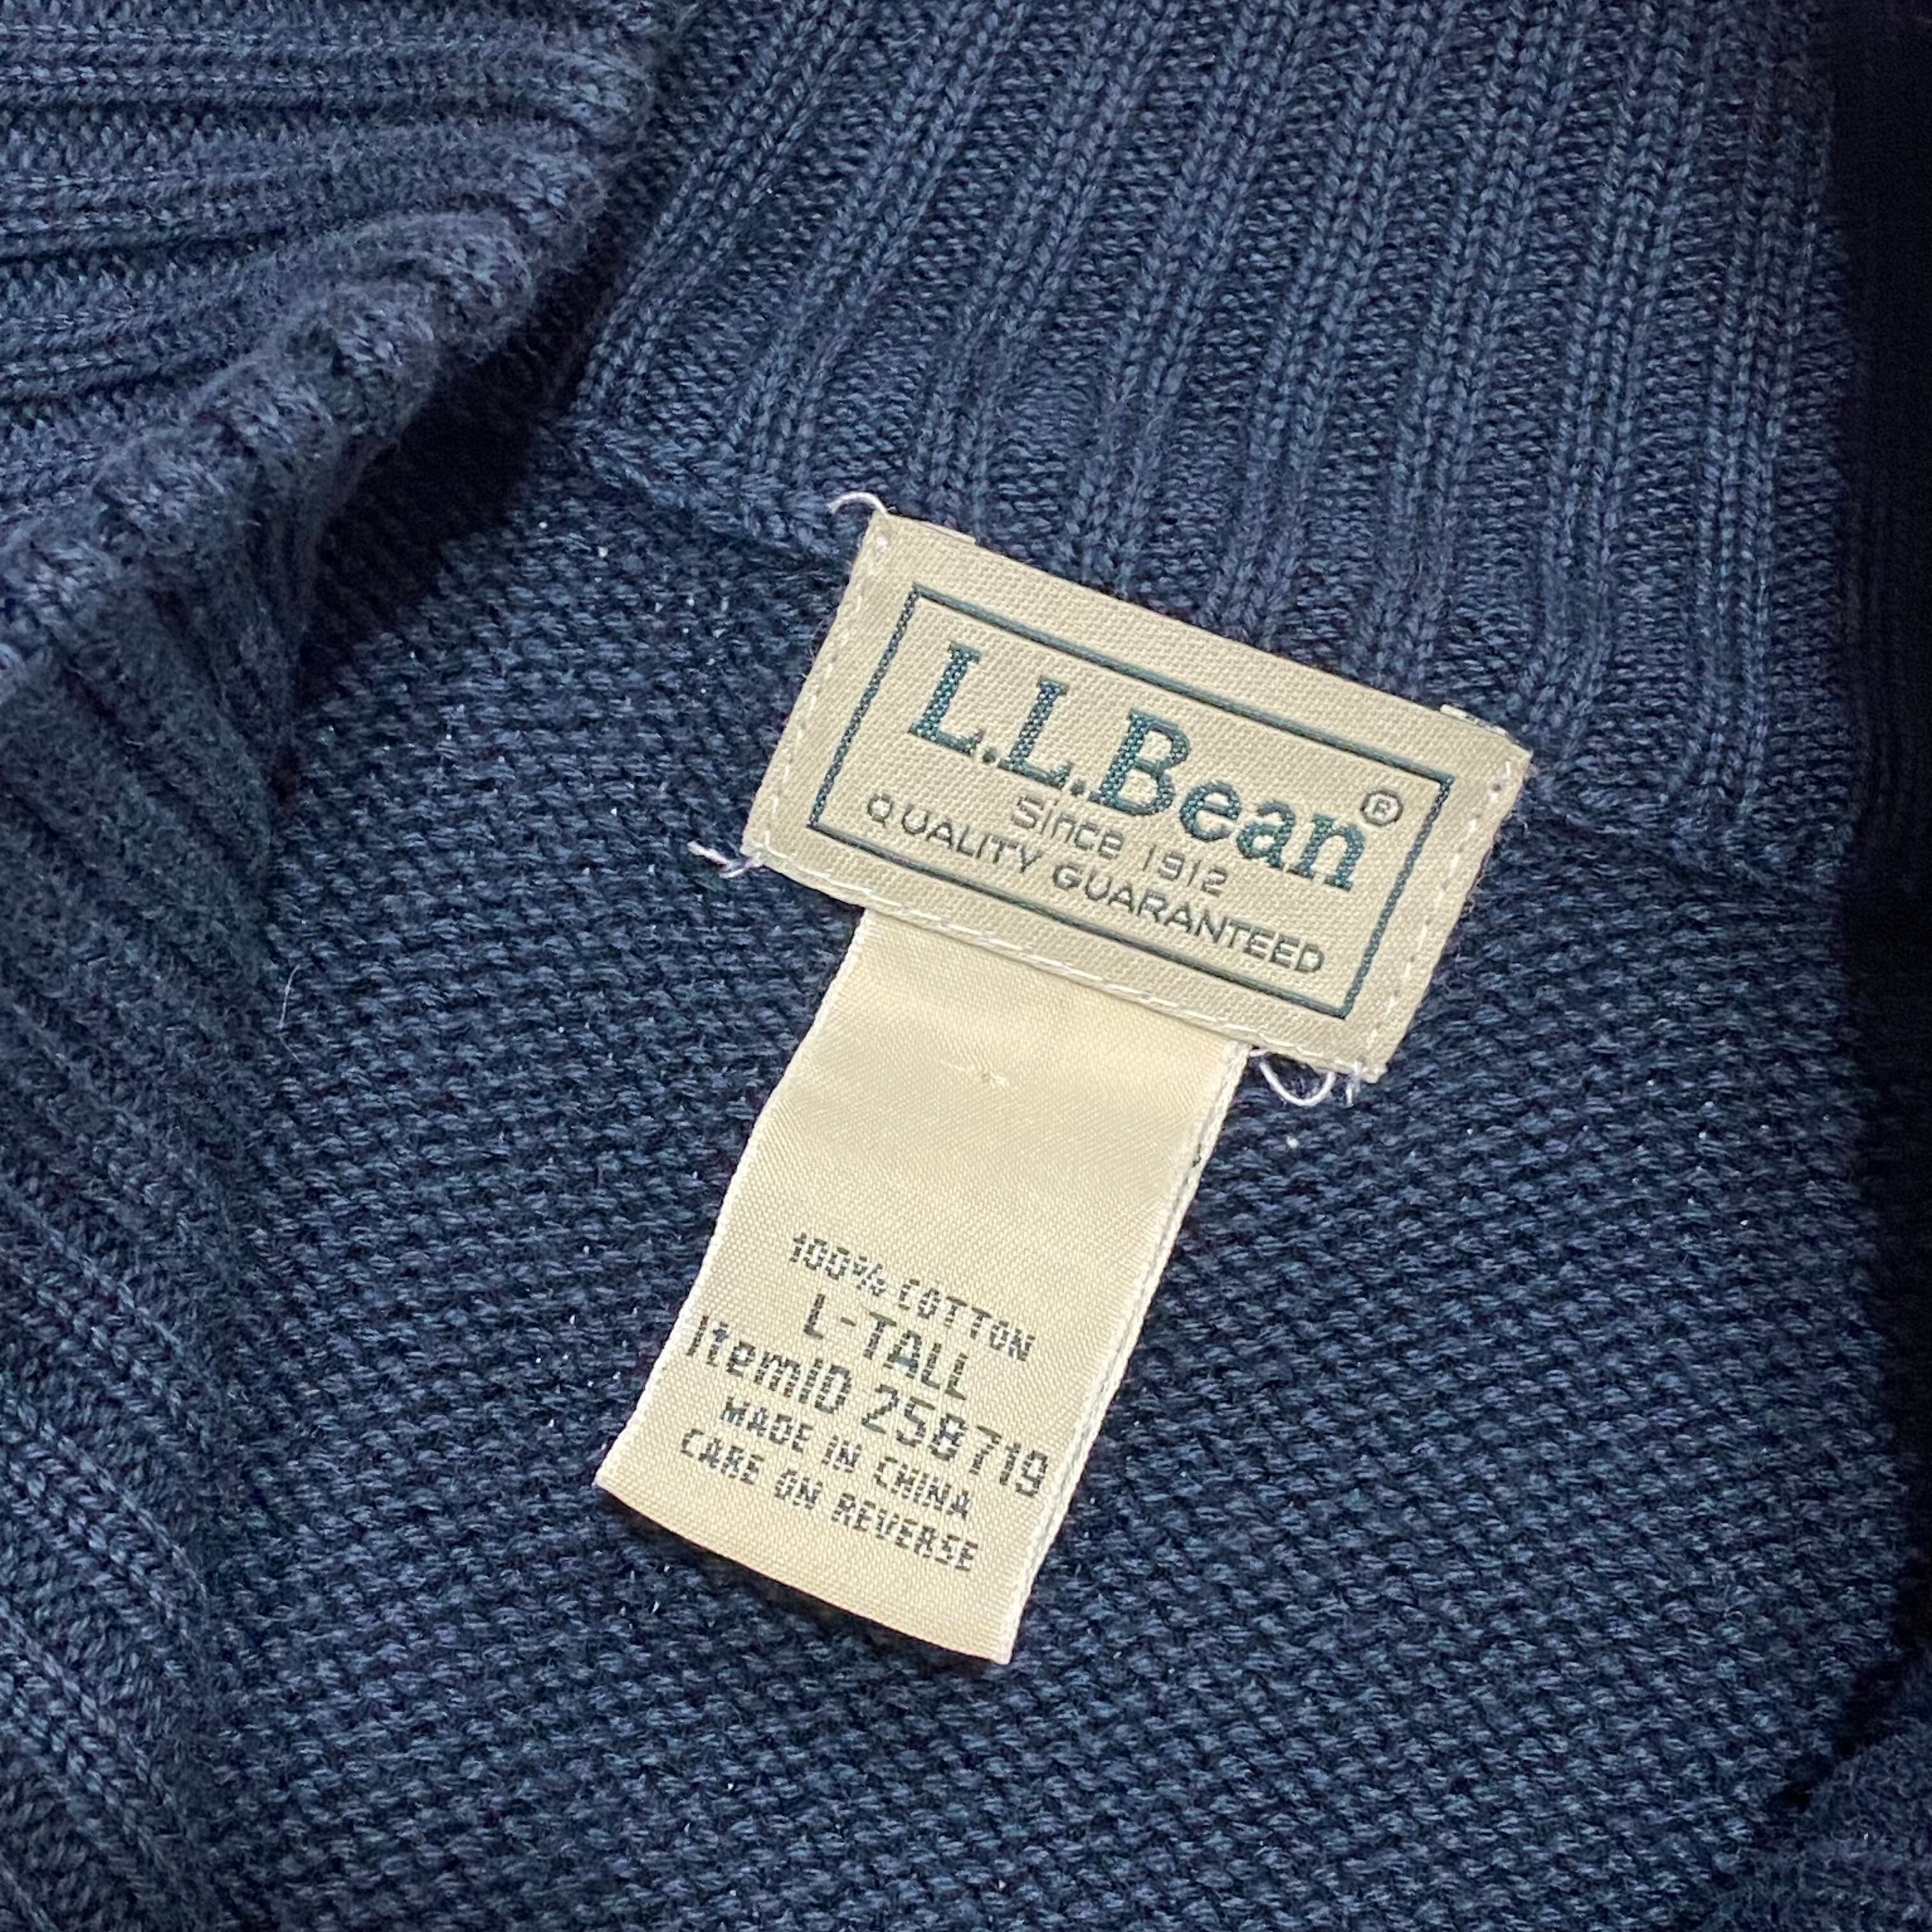 L.L.Bean®
Since 1912
QUALITY GUARANTEED
100% COTTON
L-TALL
ItemID 258719
MADE IN CHINA
CARE ON REVERSE